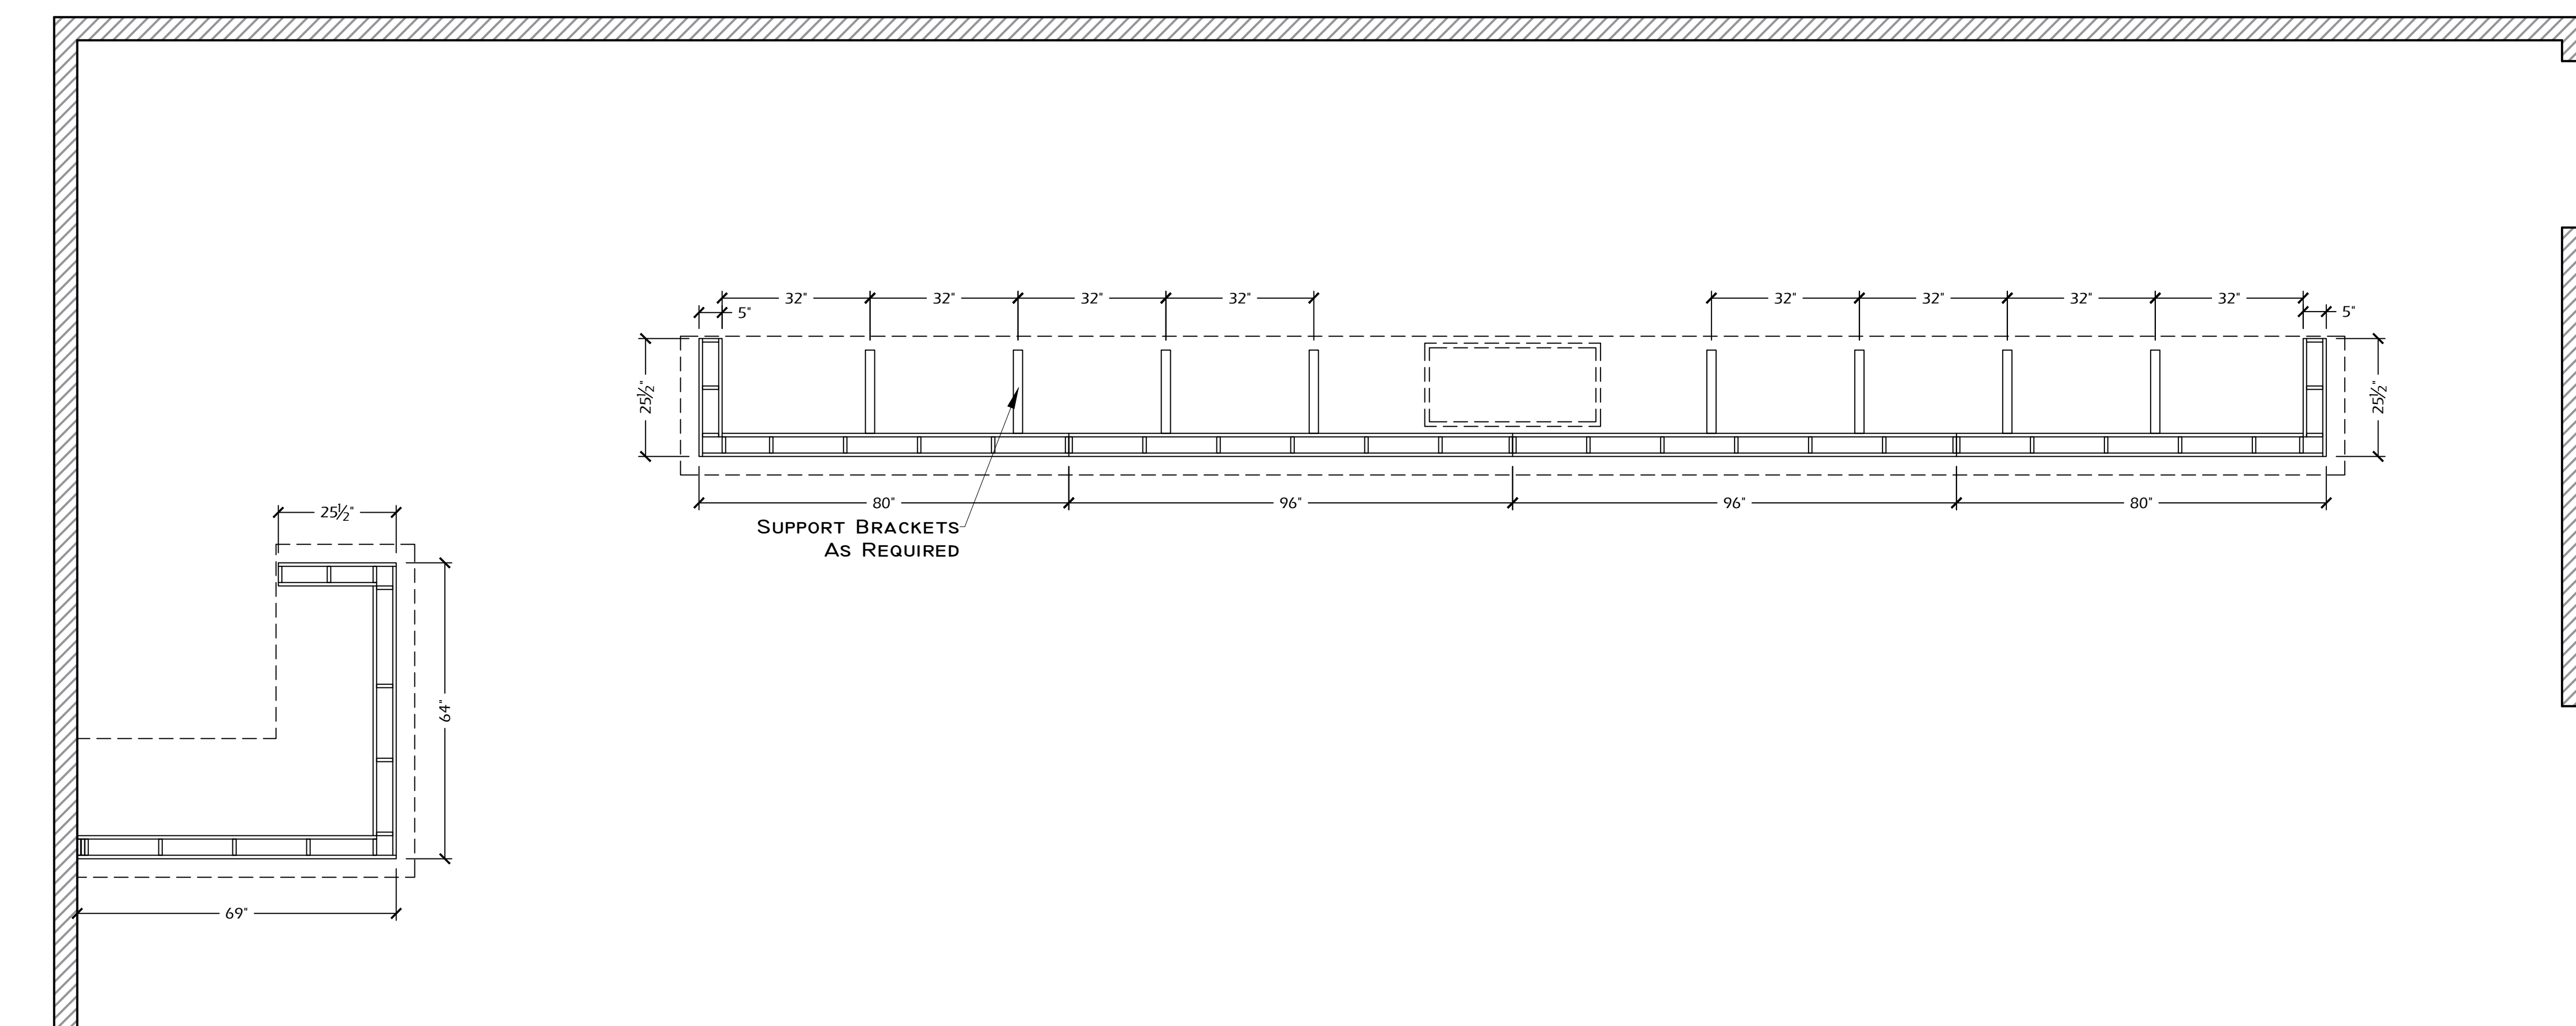 32" 32" 32" 32" 32" 32" 32" 32"
5" 5"
25½" 25½"
80" 96" 96" 80"
Support Brackets
As Required
25½"
64"
69"